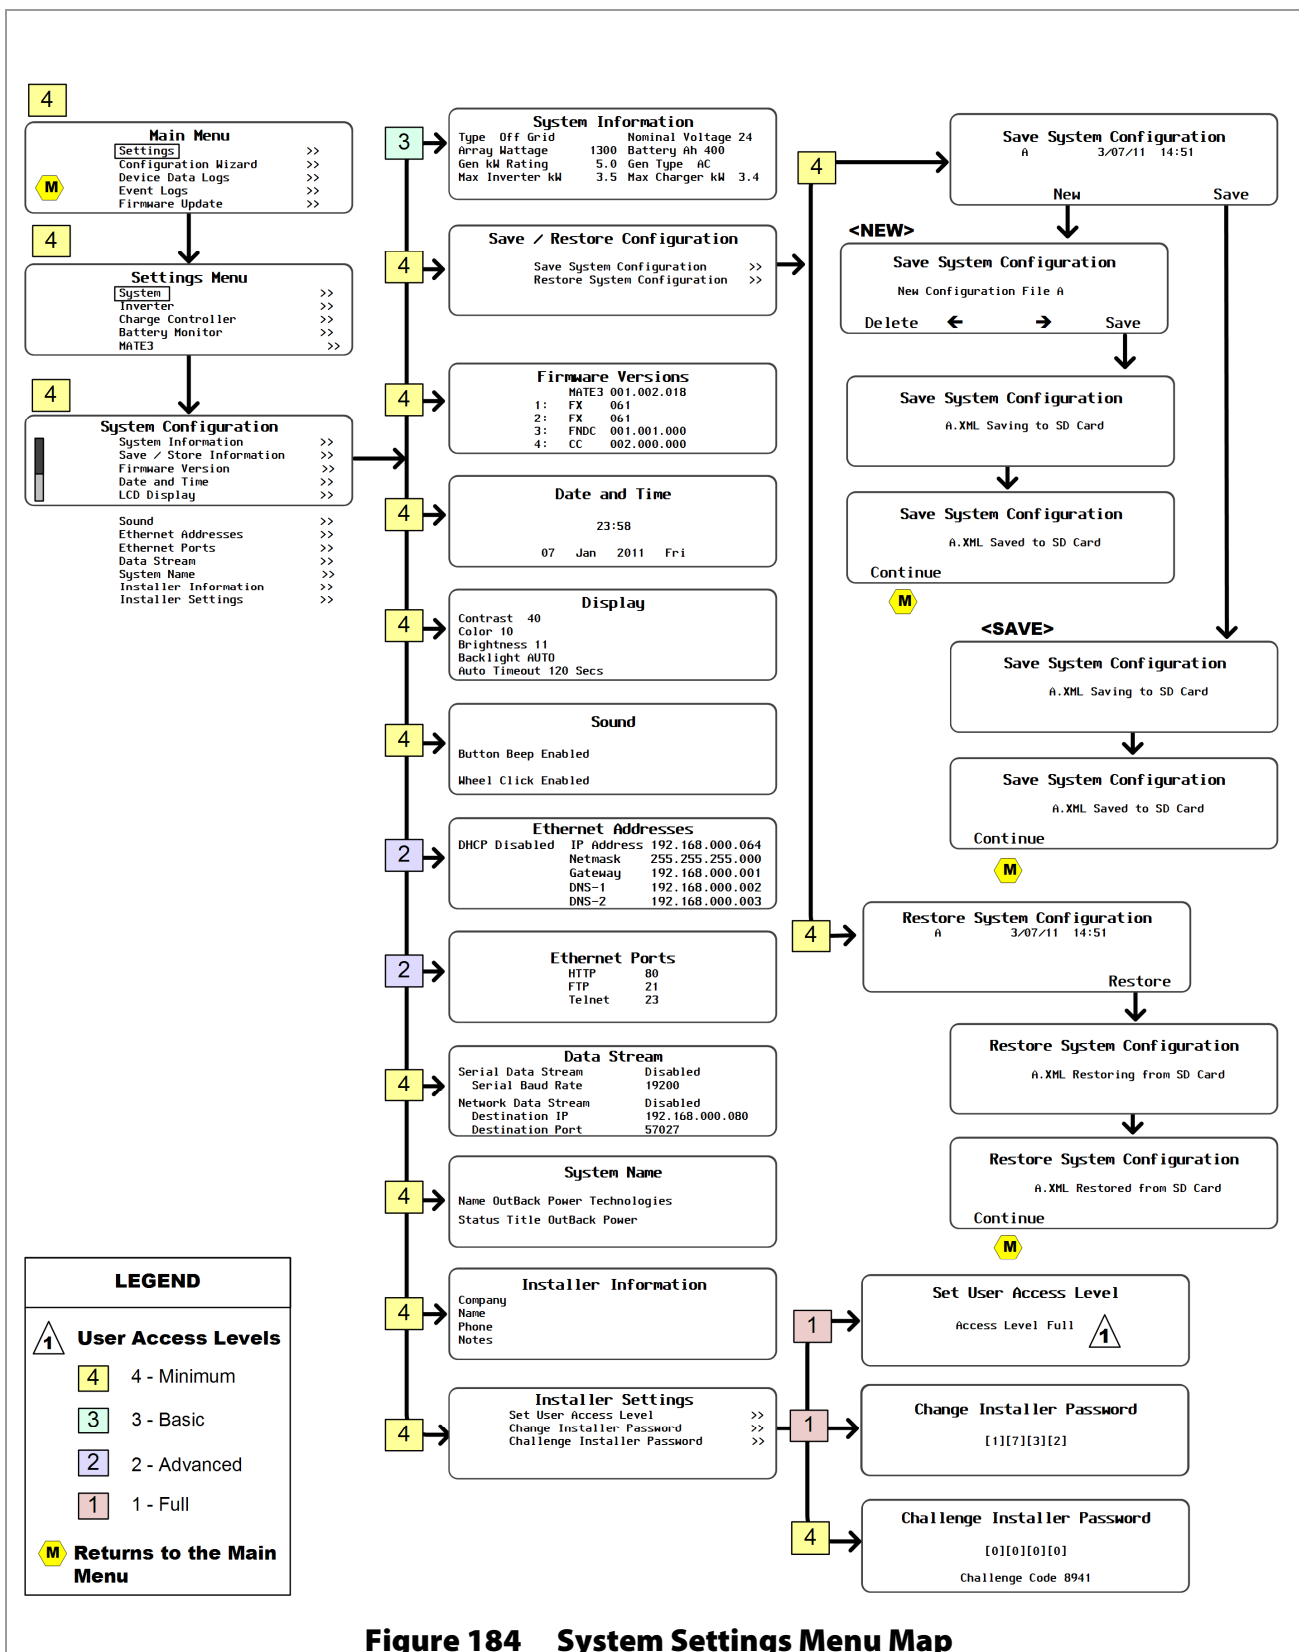 4
Main Menu
Settings >>
Configuration Wizard >>
Device Data Logs >>
Event Logs >>
Firmware Update >>
M
4
Settings Menu
System >>
Inverter >>
Charge Controller >>
Battery Monitor >>
MATE3 >>
4
System Configuration
System Information >>
Save / Store Information >>
Firmware Version >>
Date and Time >>
LCD Display >>
Sound >>
Ethernet Addresses >>
Ethernet Ports >>
Data Stream >>
System Name >>
Installer Information >>
Installer Settings >>
3
System Information
Type Off Grid Nominal Voltage 24
Array Wattage 1300 Battery Ah 400
Gen kW Rating 5.0 Gen Type AC
Max Inverter kW 3.5 Max Charger kW 3.4
4
Save / Restore Configuration
Save System Configuration >>
Restore System Configuration >>
4
Firmware Versions
MATE3 001.002.018
1: FX 061
2: FX 061
3: FNDC 001.001.000
4: CC 002.000.000
4
Date and Time
23:58
07 Jan 2011 Fri
4
Display
Contrast 40
Color 10
Brightness 11
Backlight AUTO
Auto Timeout 120 Secs
4
Sound
Button Beep Enabled
Wheel Click Enabled
2
Ethernet Addresses
DHCP Disabled IP Address 192.168.000.064
Netmask 255.255.255.000
Gateway 192.168.000.001
DNS-1 192.168.000.002
DNS-2 192.168.000.003
2
Ethernet Ports
HTTP 80
FTP 21
Telnet 23
4
Data Stream
Serial Data Stream Disabled
Serial Baud Rate 19200
Network Data Stream Disabled
Destination IP 192.168.000.080
Destination Port 57027
4
System Name
Name OutBack Power Technologies
Status Title OutBack Power
4
Installer Information
Company
Name
Phone
Notes
4
Installer Settings
Set User Access Level >>
Change Installer Password >>
Challenge Installer Password >>
4
Save System Configuration
A 3/07/11 14:51
New Save
<NEW>
Save System Configuration
New Configuration File A
Delete ← → Save
Save System Configuration
A.XML Saving to SD Card
Save System Configuration
A.XML Saved to SD Card
Continue
M
<SAVE>
Save System Configuration
A.XML Saving to SD Card
Save System Configuration
A.XML Saved to SD Card
Continue
M
4
Restore System Configuration
A 3/07/11 14:51
Restore
Restore System Configuration
A.XML Restoring from SD Card
Restore System Configuration
A.XML Restored from SD Card
Continue
M
1
Set User Access Level
Access Level Full
1
1
Change Installer Password
[1][7][3][2]
4
Challenge Installer Password
[0][0][0][0]
Challenge Code 8941
LEGEND
1 User Access Levels
4 4 - Minimum
3 3 - Basic
2 2 - Advanced
1 1 - Full
M Returns to the Main
Menu
Figure 184 System Settings Menu Map